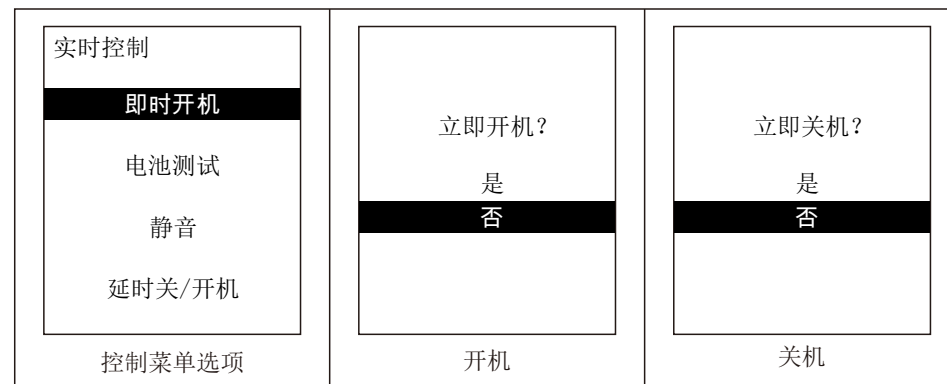 实时控制
即时开机
电池测试
静音
延时关/开机
控制菜单选项
立即开机?
是
否
开机
立即关机?
是
否
关机